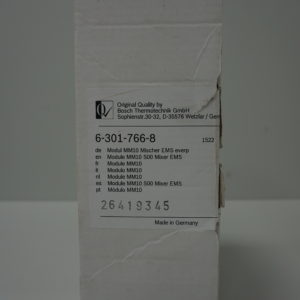 Original Quality by
Bosch Thermotechnik GmbH
Sophienstr.30-32, D-35576 Wetzlar / Ger
6-301-766-8
1522
de Modul MM10 Mischer EMS everp
en Module MM10 S00 Mixer EMS
fr Module MM10
it Modulo MM10
nl Module MM10
es Module MM10 S00 Mixer EMS
pt Modulo MM10
26419345
Made in Germany